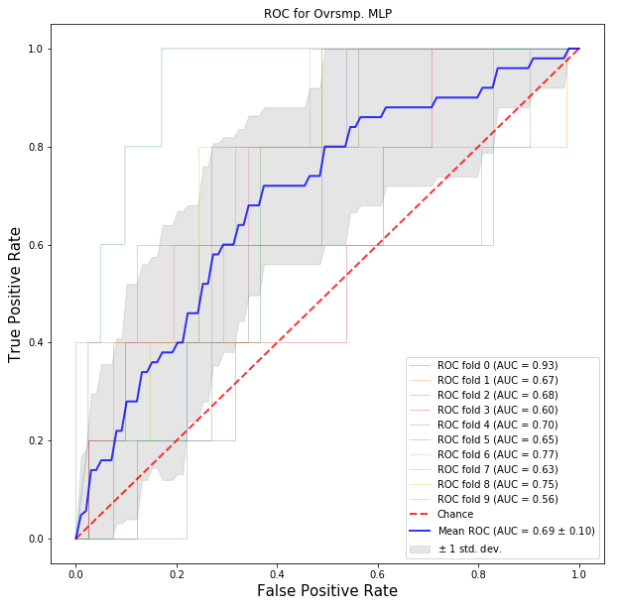 ROC for Ovrsmp. MLP
True Positive Rate
1.0
0.8
0.6
0.4
0.2
0.0
ROC fold 0 (AUC = 0.93)
ROC fold 1 (AUC = 0.67)
ROC fold 2 (AUC = 0.68)
ROC fold 3 (AUC = 0.60)
ROC fold 4 (AUC = 0.70)
ROC fold 5 (AUC = 0.65)
ROC fold 6 (AUC = 0.77)
ROC fold 7 (AUC = 0.63)
ROC fold 8 (AUC = 0.75)
ROC fold 9 (AUC = 0.56)
Chance
Mean ROC (AUC = 0.69 ± 0.10)
± 1 std. dev.
0.0 0.2 0.4 0.6 0.8 1.0
False Positive Rate